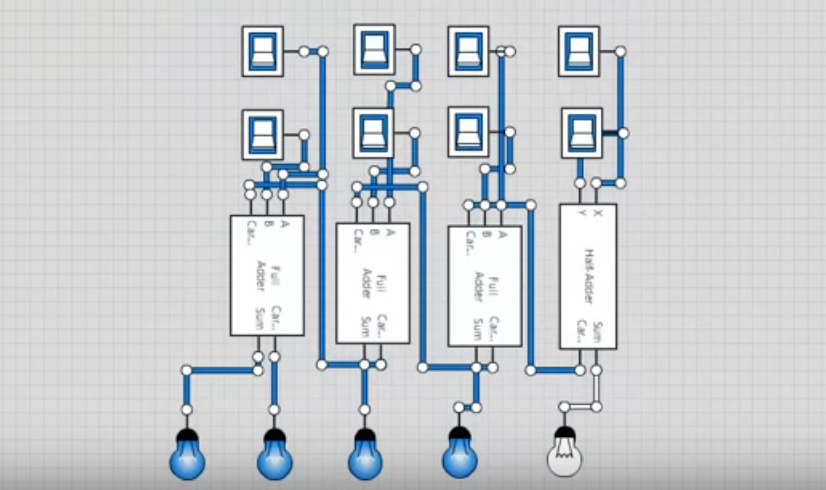 A
B
Car...
Full Car...
Adder Sum
A
B
Car...
Full Car...
Adder Sum
A
B
Car...
Full Car...
Adder Sum
X
Y
Half-Adder
Sum
Car...